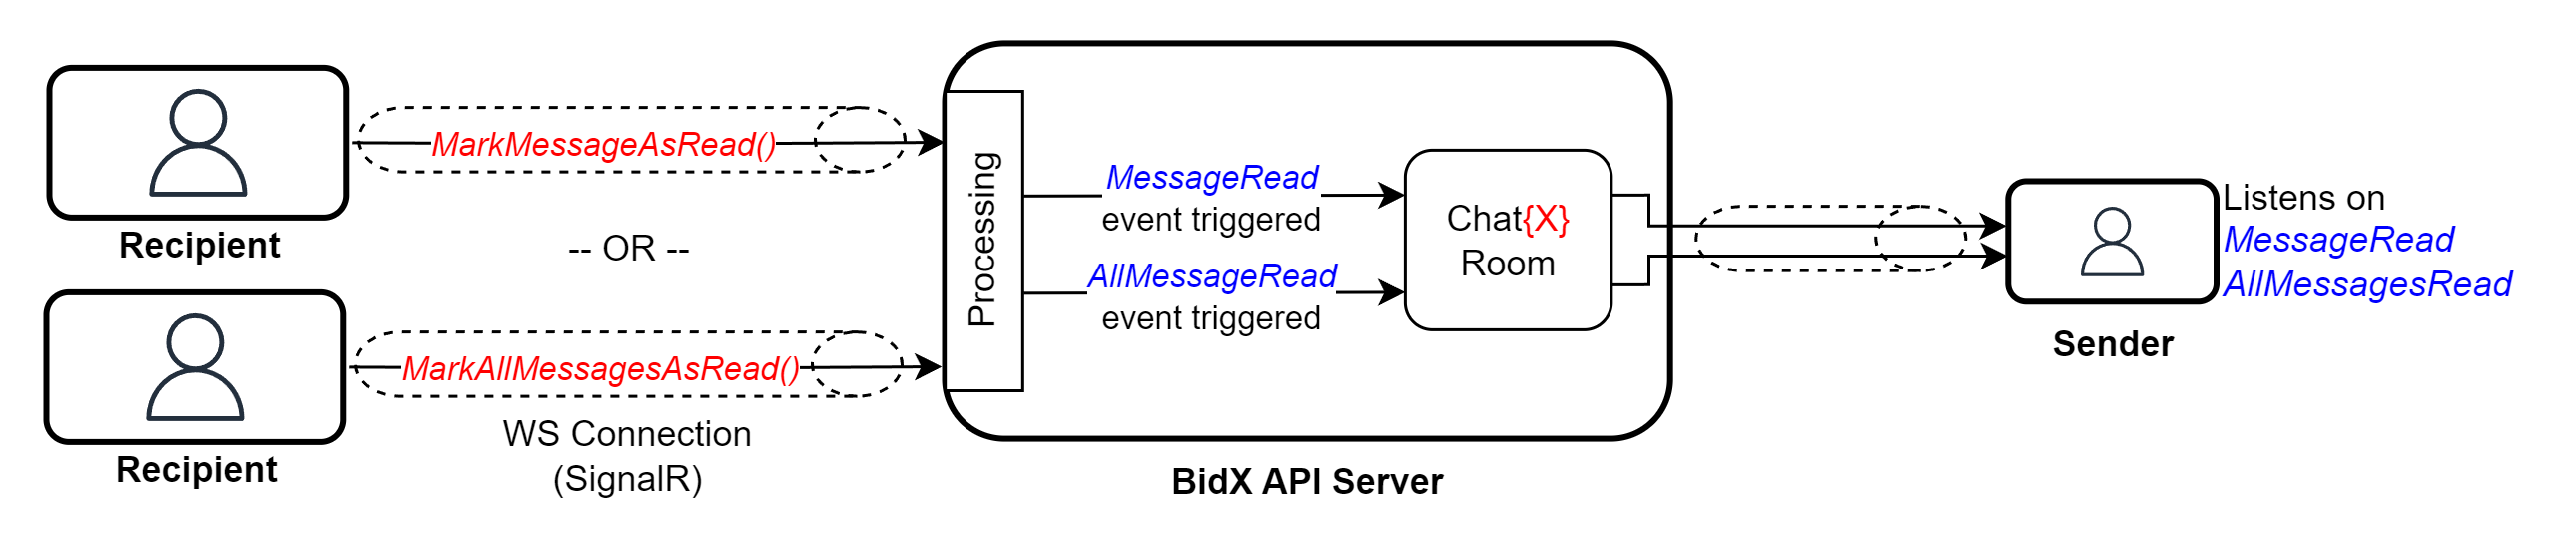 MarkMessageAsRead()
Recipient
-- OR --
MarkAllMessagesAsRead()
Recipient
WS Connection
(SignalR)
Processing
MessageRead
event triggered
AllMessageRead
event triggered
Chat{X}
Room
BidX API Server
Listens on
MessageRead
AllMessagesRead
Sender